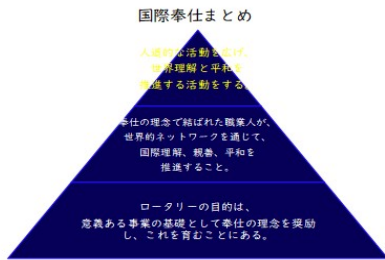 国際奉仕まとめ
人道的な活動を広げ、
世界理解と平和を
推進する活動をする。
奉仕の理念で結ばれた職業人が、
世界的ネットワークを通じて、
国際理解、親善、平和を
推進すること。
ロータリーの目的は、
意義ある事業の基礎として奉仕の理念を奨励
し、これを育むことにある。